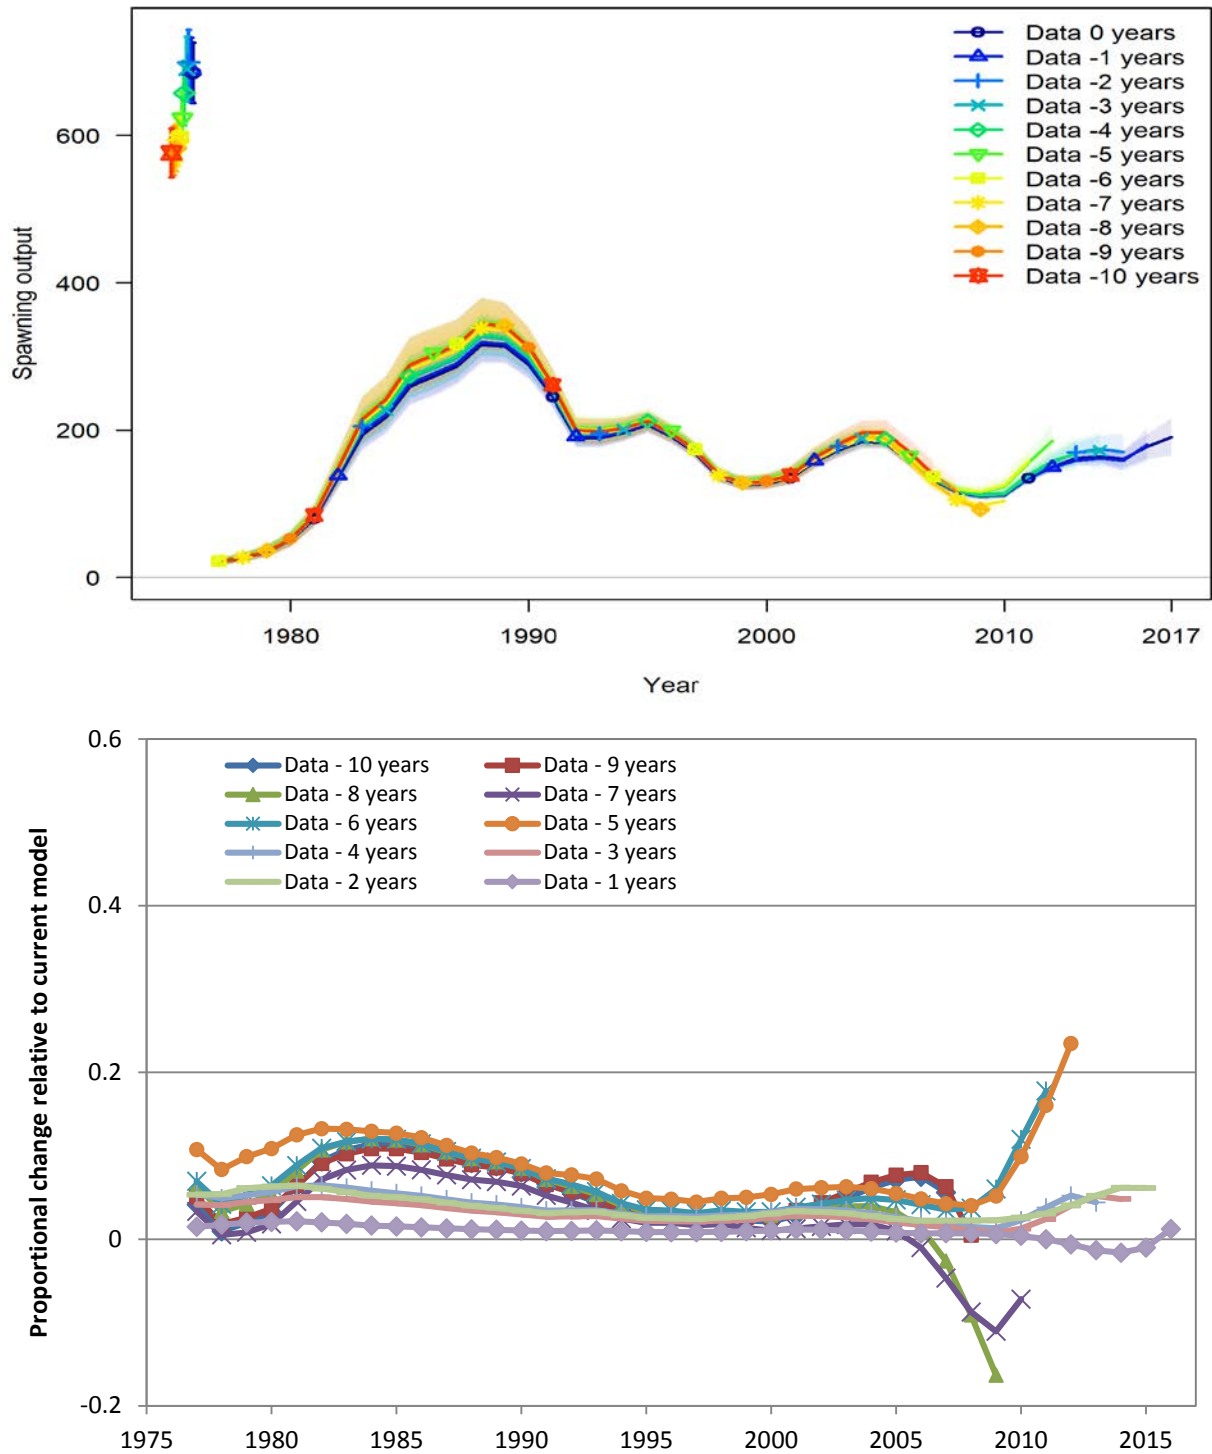 Data 0 years
Data -1 years
Data -2 years
Data -3 years
Data -4 years
Data -5 years
Data -6 years
Data -7 years
Data -8 years
Data -9 years
Data -10 years
600
400
200
0
Spawning output
1980 1990 2000 2010 2017
Year
0.6
0.4
0.2
0
-0.2
Proportional change relative to current model
Data - 10 years Data - 9 years
Data - 8 years Data - 7 years
Data - 6 years Data - 5 years
Data - 4 years Data - 3 years
Data - 2 years Data - 1 years
1975 1980 1985 1990 1995 2000 2005 2010 2015